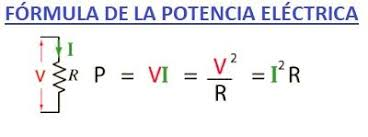 FÓRMULA DE LA POTENCIA ELÉCTRICA
I
V R P = VI = V²/R = I²R